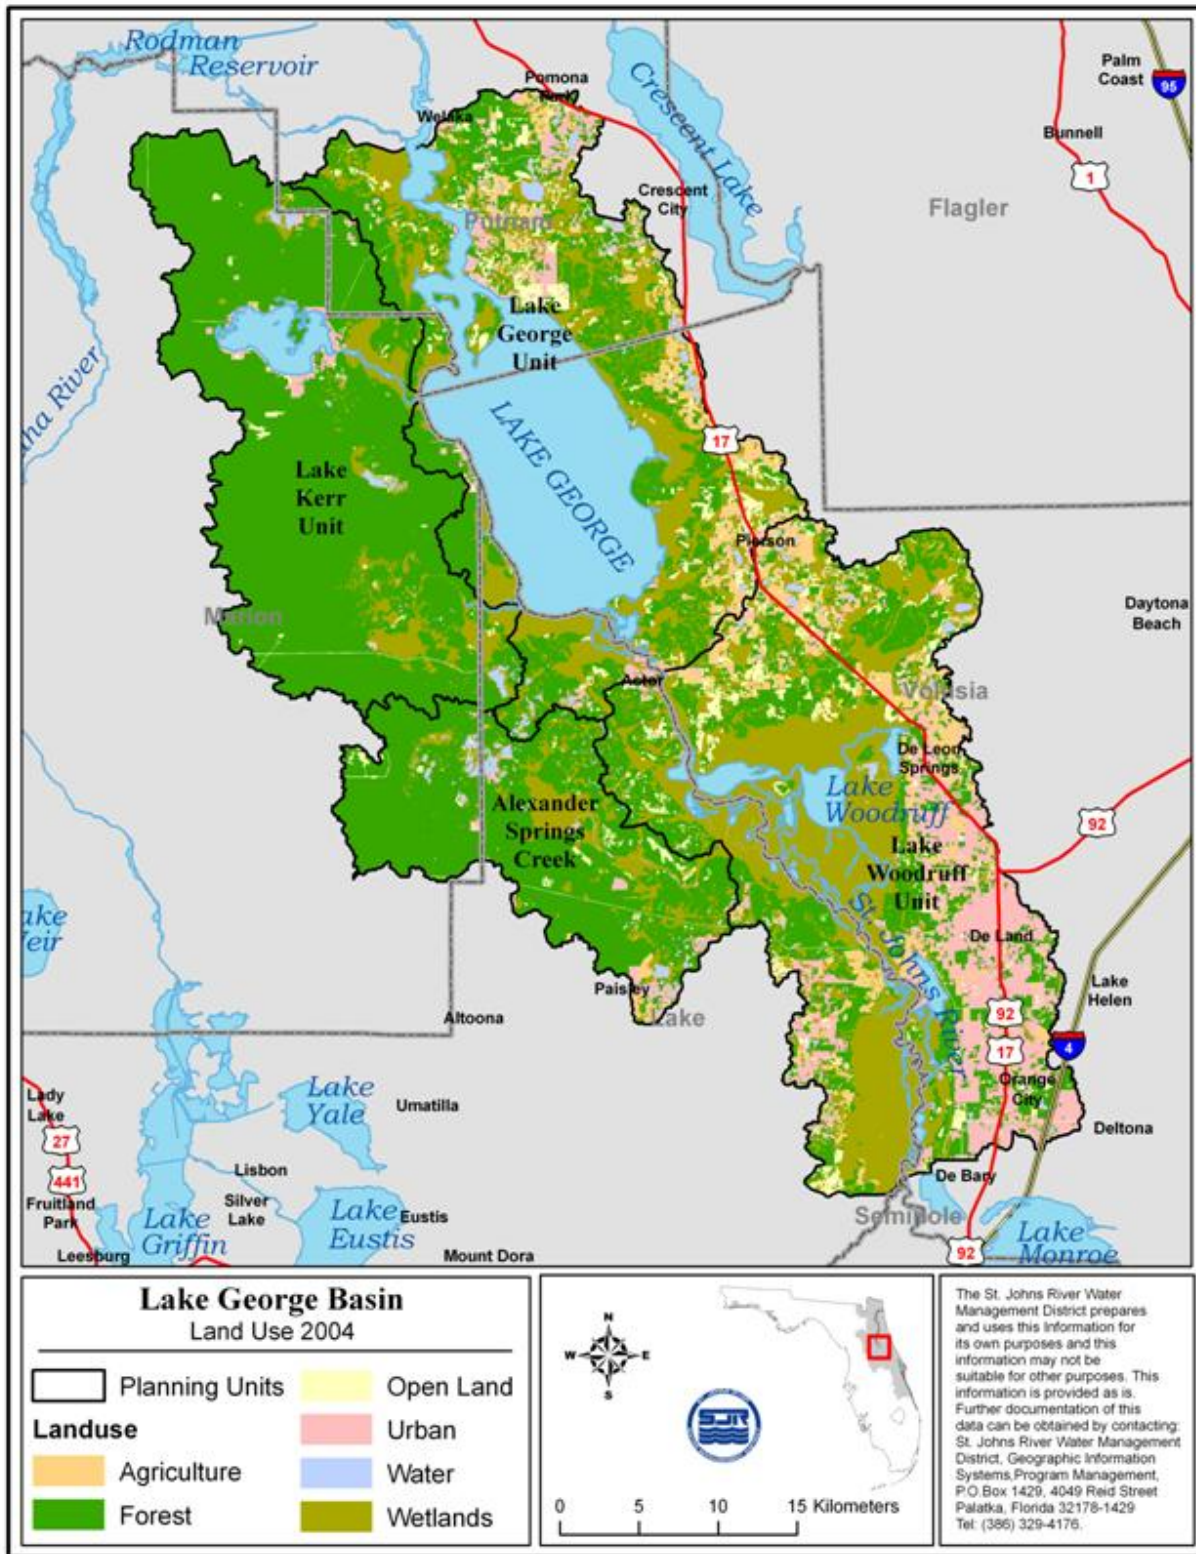 Rodman
Reservoir
Pomona
Park
Palm
Coast
95
Welaka
Crescent Lake
Bunnell
1
Crescent
City
Flagler
Putnam
Lake
George
Unit
LAKE GEORGE
17
Lake
Kerr
Unit
Pierson
Marion
Daytona
Beach
Astor
Volusia
De Leon
Springs
Lake
Woodruff
Alexander
Springs
Creek
92
Lake
Woodruff
Unit
St. Johns River
De Land
Lake
Helen
Paisley
Lake
Altoona
92
17
4
Orange
City
Lady
Lake
Lake
Yale
Umatilla
Deltona
27
441
Lisbon
De Bary
Fruitland
Park
Silver
Lake
Lake
Griffin
Lake
Eustis
Eustis
Seminole
Leesburg
Mount Dora
92
Lake
Monroe
Lake George Basin
Land Use 2004
Planning Units
Open Land
Landuse
Urban
Agriculture
Water
Forest
Wetlands
N
W E
S
SJR
0 5 10 15 Kilometers
The St. Johns River Water
Management District prepares
and uses this Information for
its own purposes and this
information may not be
suitable for other purposes. This
information is provided as is.
Further documentation of this
data can be obtained by contacting:
St. Johns River Water Management
District, Geographic Information
Systems,Program Management,
P.O.Box 1429, 4049 Reid Street
Palatka, Florida 32178-1429
Tel: (386) 329-4176.